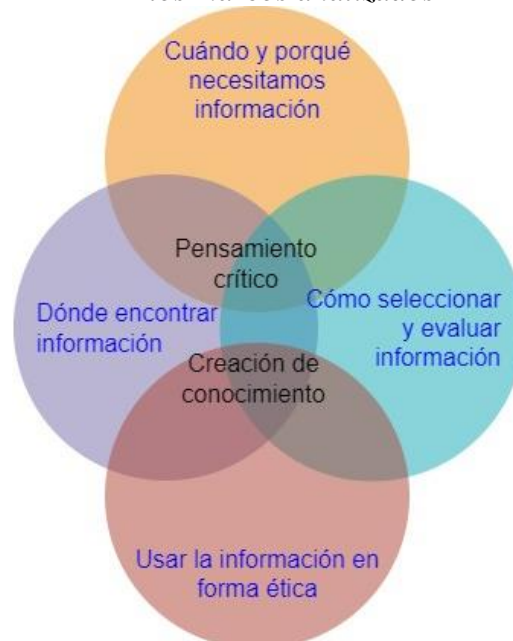 Cuándo y porqué
necesitamos
información
Pensamiento
crítico
Dónde encontrar
información
Cómo seleccionar
y evaluar
información
Creación de
conocimiento
Usar la información en
forma ética